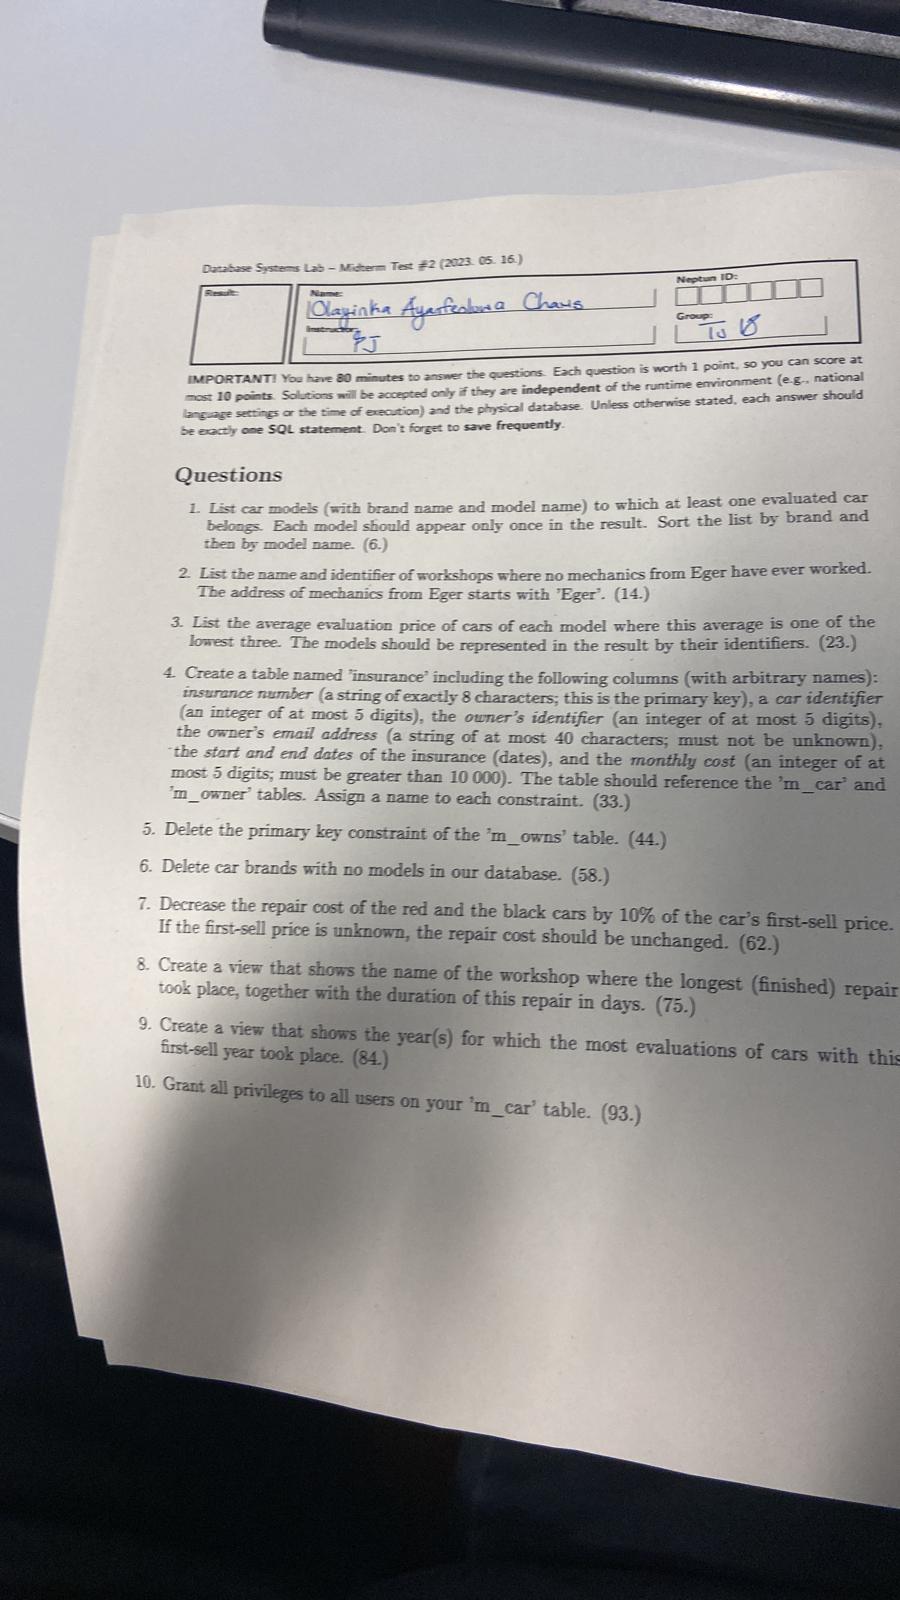 Database Systems Lab – Midterm Test #2 (2023. 05. 16.)
Result:
Name:
Olayinka
Instructor:
Neptun ID:
Group:
IMPORTANT! You have 80 minutes to answer the questions. Each question is worth 1 point, so you can score at
most 10 points. Solutions will be accepted only if they are independent of the runtime environment (e.g., national
language settings or the time of execution) and the physical database. Unless otherwise stated, each answer should
be exactly one SQL statement. Don't forget to save frequently.
Questions
1. List car models (with brand name and model name) to which at least one evaluated car
belongs. Each model should appear only once in the result. Sort the list by brand and
then by model name. (6.)
2. List the name and identifier of workshops where no mechanics from Eger have ever worked.
The address of mechanics from Eger starts with 'Eger'. (14.)
3. List the average evaluation price of cars of each model where this average is one of the
lowest three. The models should be represented in the result by their identifiers. (23.)
4. Create a table named 'insurance' including the following columns (with arbitrary names):
insurance number (a string of exactly 8 characters; this is the primary key), a car identifier
(an integer of at most 5 digits), the owner's identifier (an integer of at most 5 digits),
the owner's email address (a string of at most 40 characters; must not be unknown),
the start and end dates of the insurance (dates), and the monthly cost (an integer of at
most 5 digits; must be greater than 10 000). The table should reference the 'm_car' and
'm_owner' tables. Assign a name to each constraint. (33.)
5. Delete the primary key constraint of the 'm_owns' table. (44.)
6. Delete car brands with no models in our database. (58.)
7. Decrease the repair cost of the red and the black cars by 10% of the car's first-sell price.
If the first-sell price is unknown, the repair cost should be unchanged. (62.)
8. Create a view that shows the name of the workshop where the longest (finished) repair
took place, together with the duration of this repair in days. (75.)
9. Create a view that shows the year(s) for which the most evaluations of cars with this
first-sell year took place. (84.)
10. Grant all privileges to all users on your 'm_car' table. (93.)